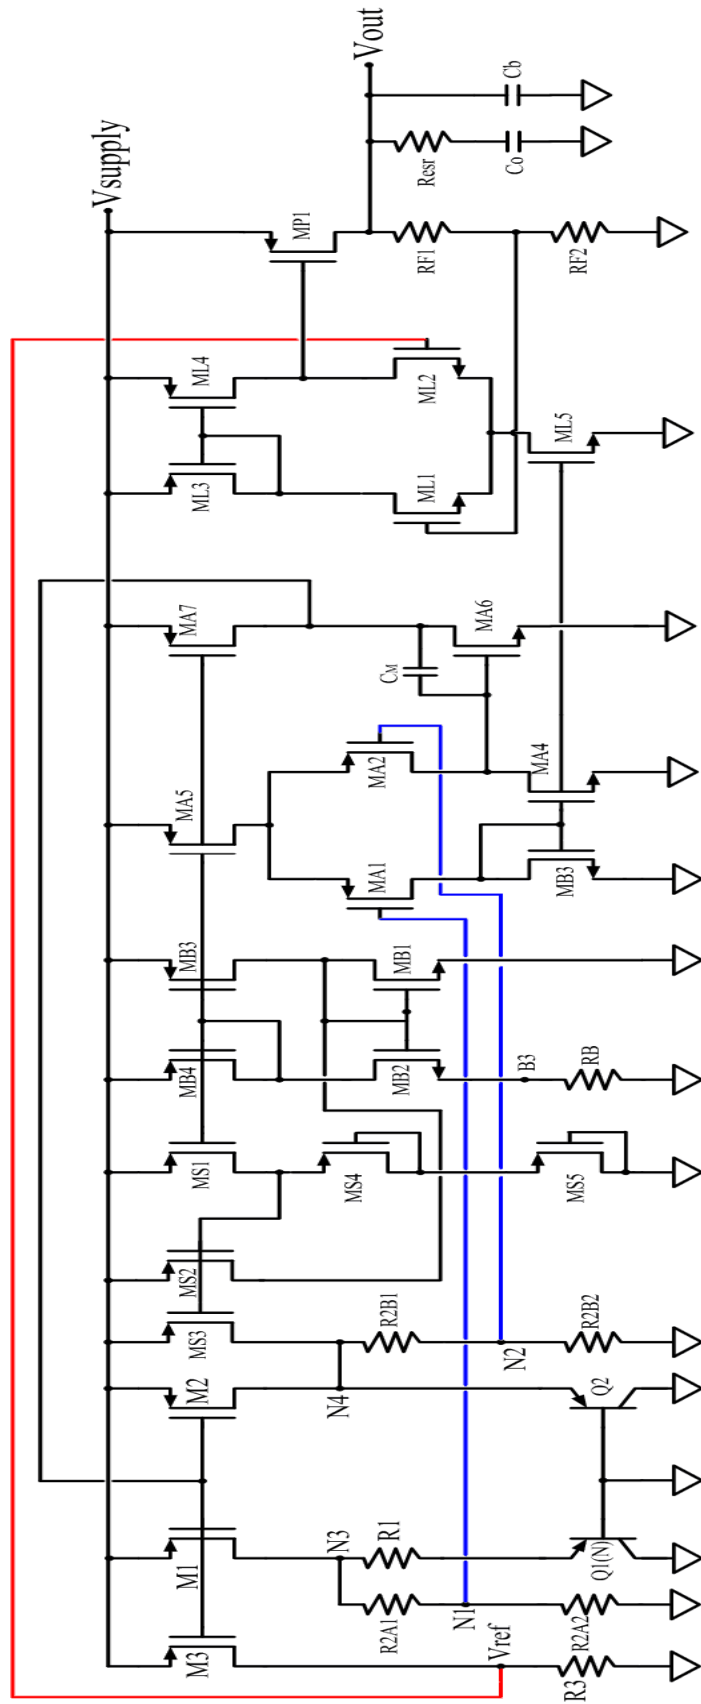 Vsupply
Vout
M3
M1
M2
MS3
MS2
MS1
MB4
MB3
MA5
MA7
ML3
ML4
MP1
MS4
MB2
MB1
MA1
MA2
CM
ML1
ML2
RF1
Resr
Co
Cb
N3
N4
R2A1
R1
R2B1
N1
N2
Vref
B3
MA6
R3
R2A2
Q1(N)
Q2
R2B2
MS5
RB
MB3
MA4
ML5
RF2